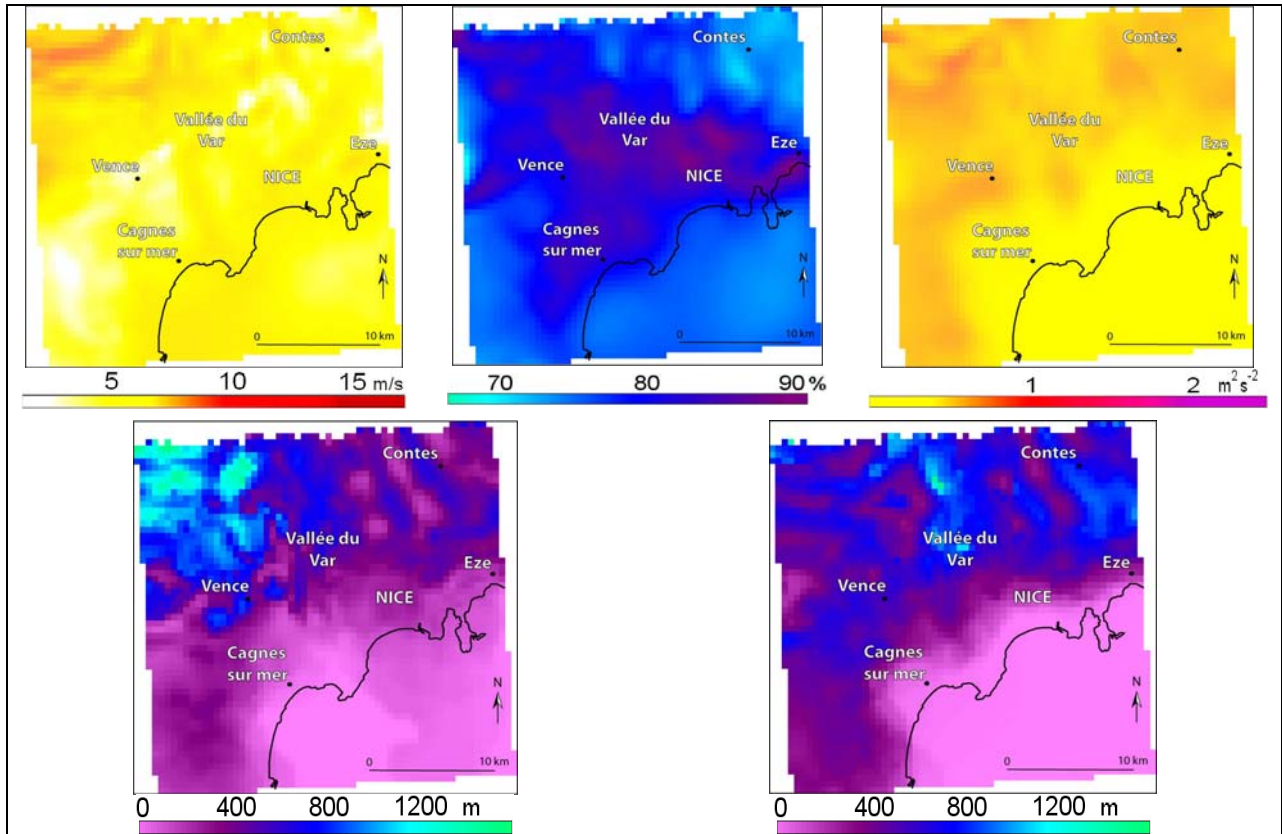 Contes
Vallée du
Var
Eze
Vence
NICE
Cagnes
sur mer
N
0 10 km
5 10 15 m/s
Contes
Vallée du
Var
Eze
Vence
NICE
Cagnes
sur mer
N
0 10 km
70 80 90 %
Contes
Vallée du
Var
Eze
Vence
NICE
Cagnes
sur mer
N
0 10 km
1 2 m²s⁻²
Contes
Vallée du
Var
Eze
Vence
NICE
Cagnes
sur mer
N
0 10 km
0 400 800 1200 m
Contes
Vallée du
Var
Eze
Vence
NICE
Cagnes
sur mer
N
0 10 km
0 400 800 1200 m